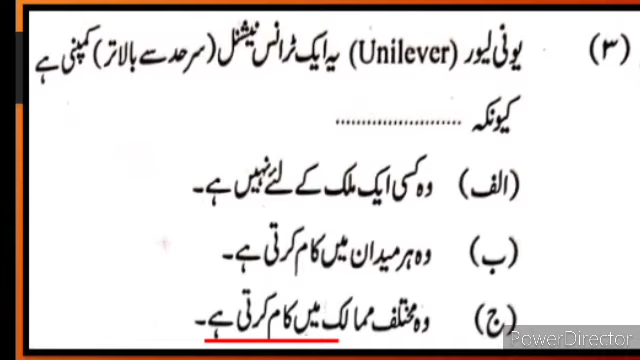 (۳) یونی لیور (Unilever) یہ ایک ٹرانس نیشنل (سرحد سے بالاتر) کمپنی ہے
کیونکہ ........................
(الف) وہ کسی ایک ملک کے لئے نہیں ہے۔
(ب) وہ ہر میدان میں کام کرتی ہے۔
(ج) وہ مختلف ممالک میں کام کرتی ہے۔
PowerDirector